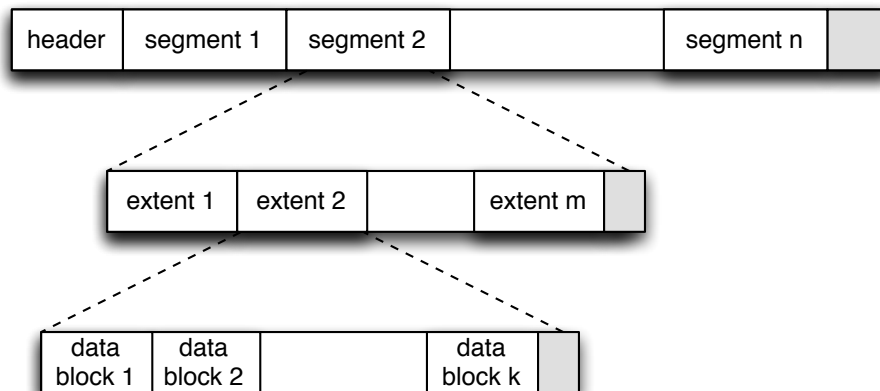 header segment 1 segment 2 segment n
extent 1 extent 2 extent m
data data data
block 1 block 2 block k